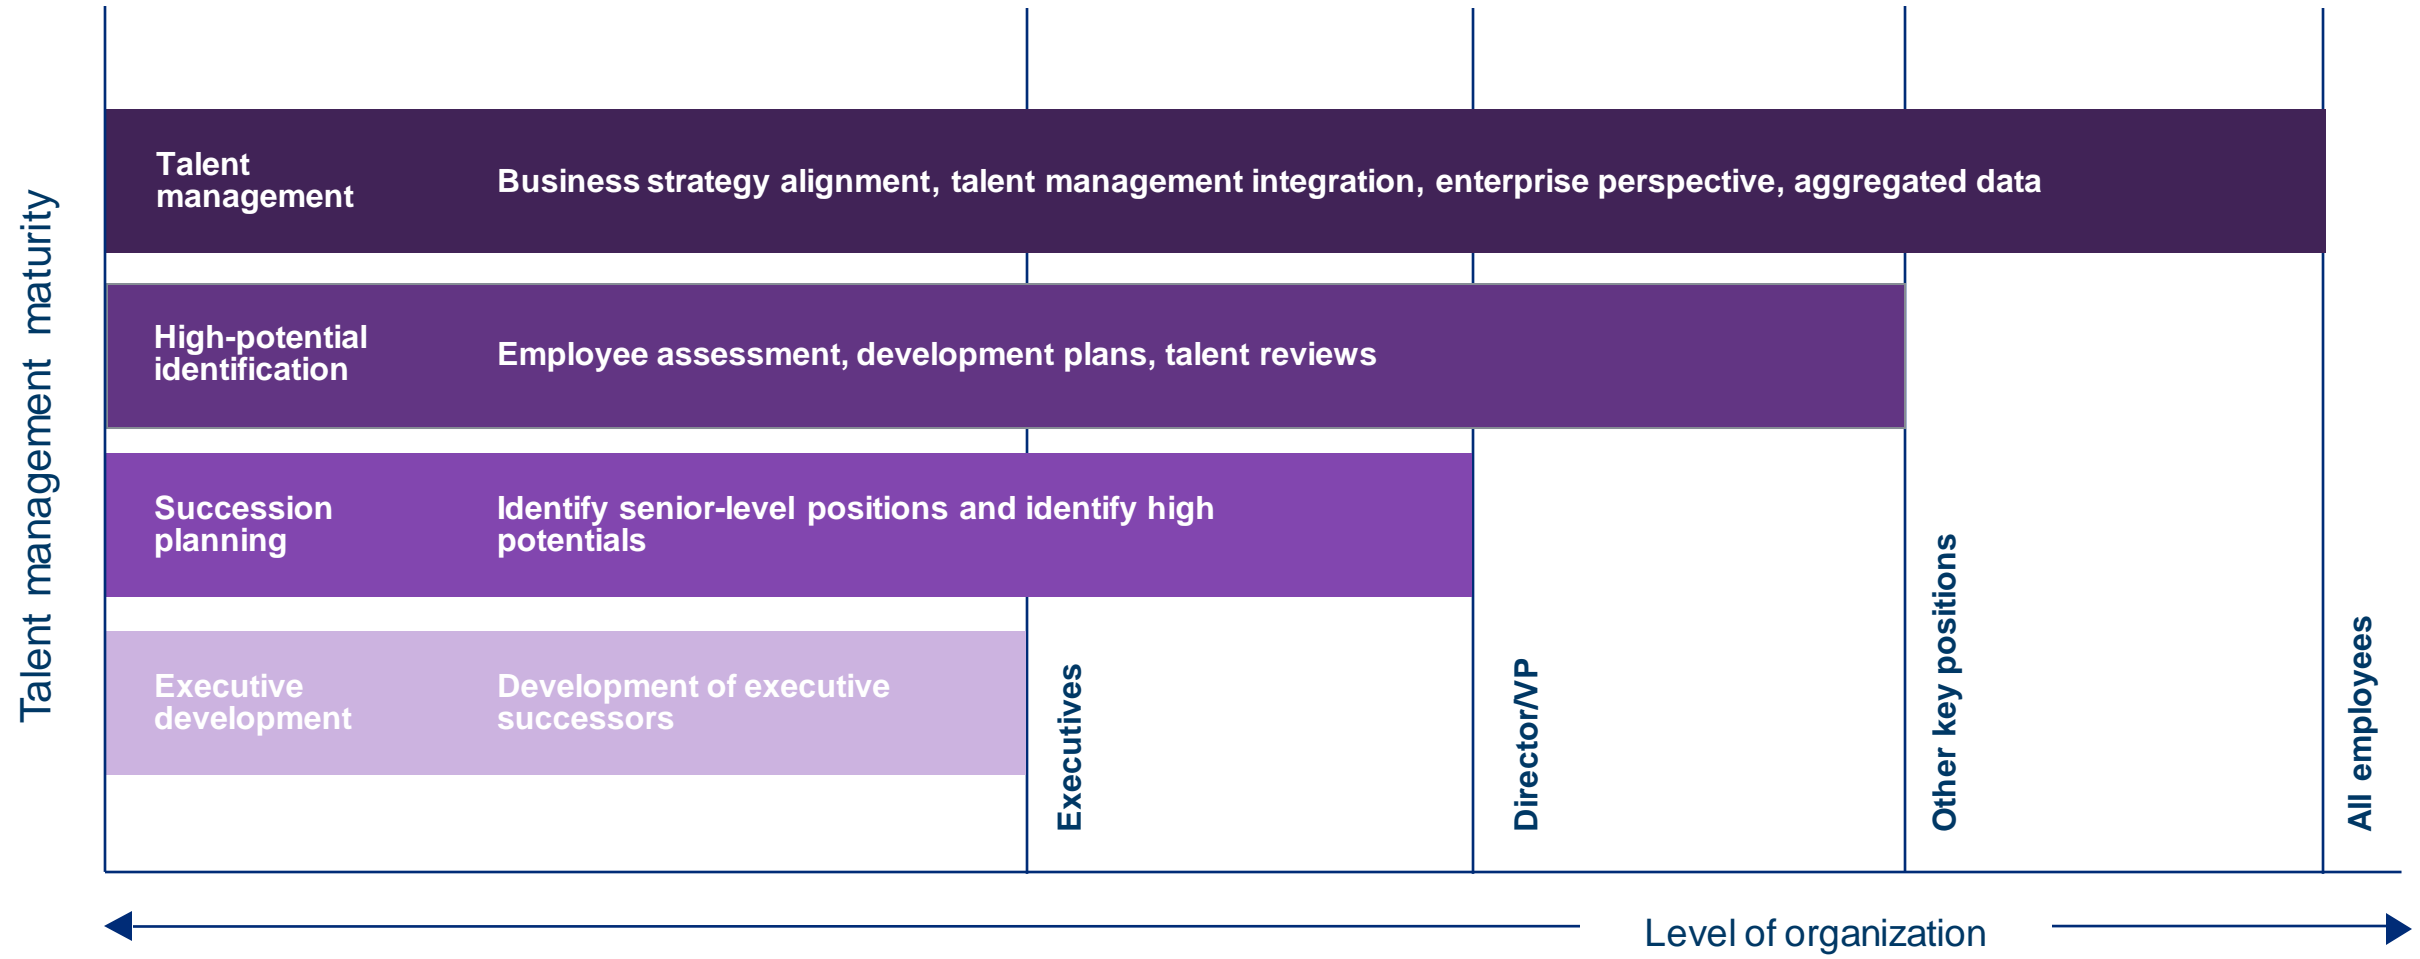 Talent management maturity
Talent
management
Business strategy alignment, talent management integration, enterprise perspective, aggregated data
High-potential
identification
Employee assessment, development plans, talent reviews
Succession
planning
Identify senior-level positions and identify high
potentials
Executive
development
Development of executive
successors
Executives
Director/VP
Other key positions
All employees
Level of organization